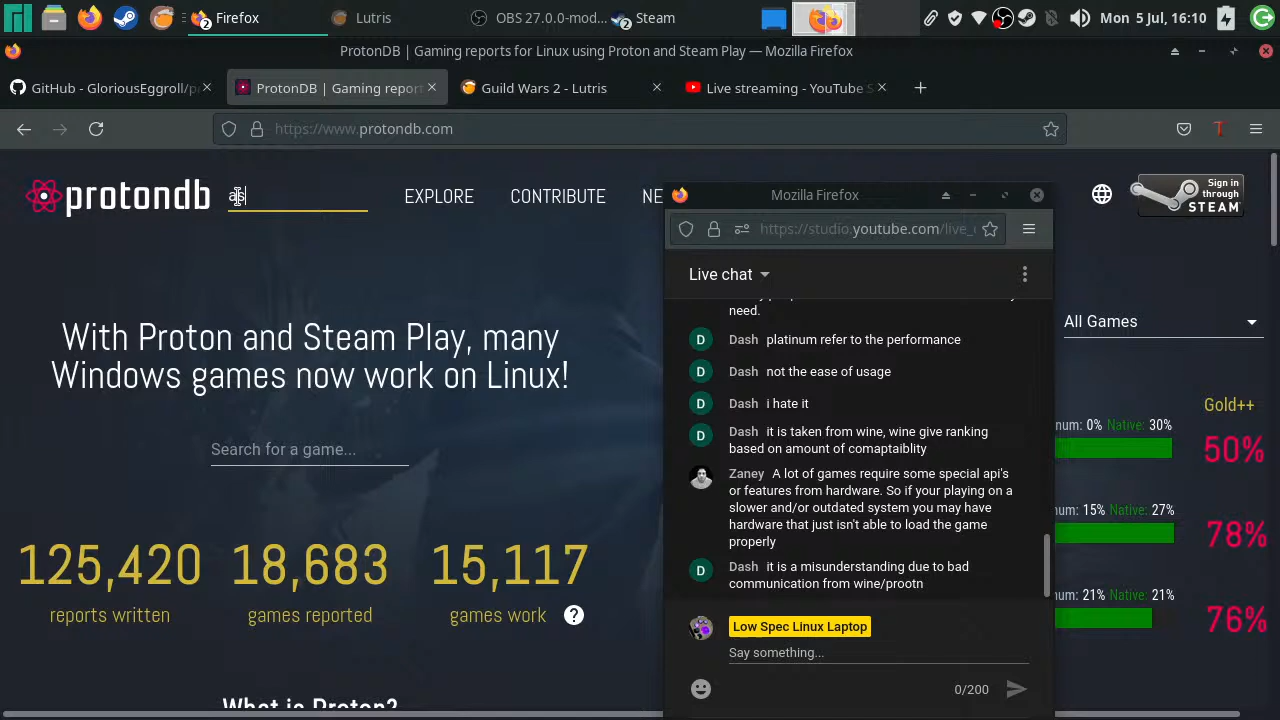 Firefox
Lutris
OBS 27.0.0-mod...
Steam
Mon 5 Jul, 16:10
ProtonDB | Gaming reports for Linux using Proton and Steam Play — Mozilla Firefox
GitHub - GloriousEggroll/p
ProtonDB | Gaming report
Guild Wars 2 - Lutris
Live streaming - YouTube S
https://www.protondb.com
protondb
as
EXPLORE
CONTRIBUTE
NE
Sign in
through
STEAM
With Proton and Steam Play, many
Windows games now work on Linux!
Search for a game...
125,420
reports written
18,683
games reported
15,117
games work
?
What is Proton?
Mozilla Firefox
https://studio.youtube.com/live_
Live chat
need.
D Dash platinum refer to the performance
D Dash not the ease of usage
D Dash i hate it
D Dash it is taken from wine, wine give ranking
based on amount of comaptaiblity
Zaney A lot of games require some special api's
or features from hardware. So if your playing on a
slower and/or outdated system you may have
hardware that just isn't able to load the game
properly
D Dash it is a misunderstanding due to bad
communication from wine/prootn
Low Spec Linux Laptop
Say something...
0/200
All Games
Gold++
num: 0% Native: 30%
50%
num: 15% Native: 27%
78%
num: 21% Native: 21%
76%